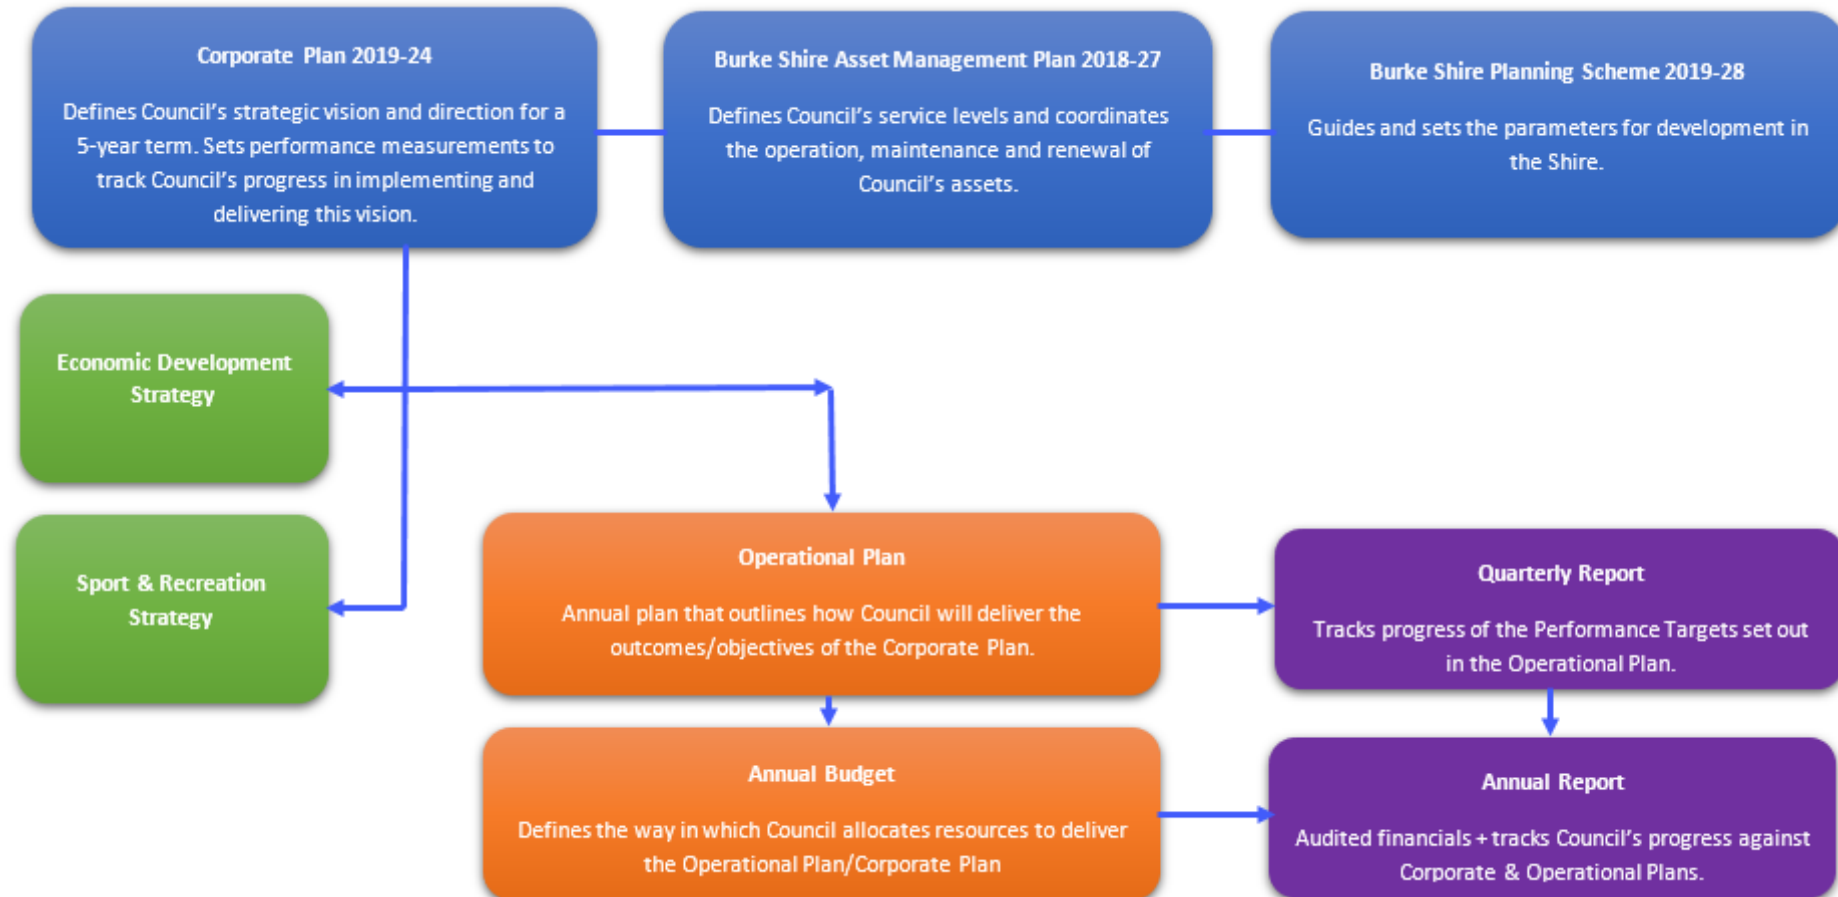 Corporate Plan 2019-24
Defines Council's strategic vision and direction for a
5-year term. Sets performance measurements to
track Council's progress in implementing and
delivering this vision.
Burke Shire Asset Management Plan 2018-27
Defines Council's service levels and coordinates
the operation, maintenance and renewal of
Council's assets.
Burke Shire Planning Scheme 2019-28
Guides and sets the parameters for development in
the Shire.
Economic Development
Strategy
Sport & Recreation
Strategy
Operational Plan
Annual plan that outlines how Council will deliver the
outcomes/objectives of the Corporate Plan.
Quarterly Report
Tracks progress of the Performance Targets set out
in the Operational Plan.
Annual Budget
Defines the way in which Council allocates resources to deliver
the Operational Plan/Corporate Plan
Annual Report
Audited financials + tracks Council's progress against
Corporate & Operational Plans.